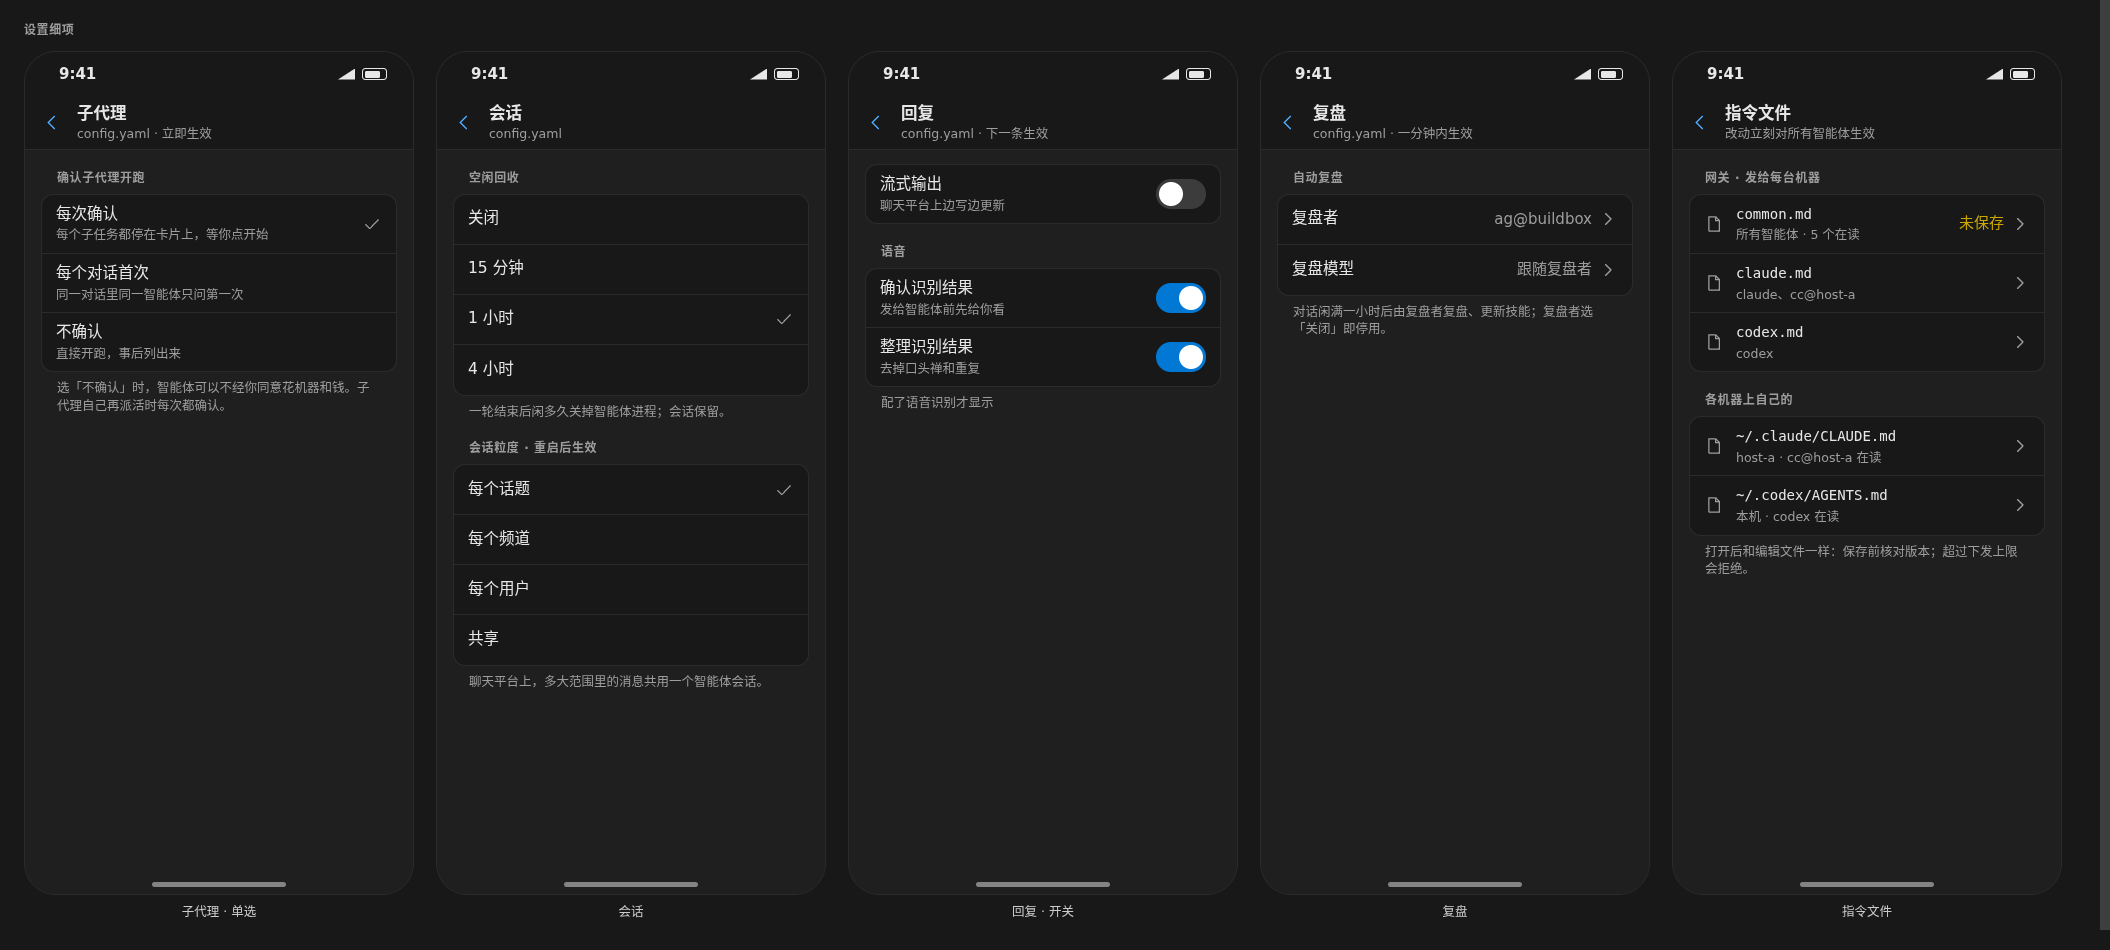 设置细项
9:41
子代理
config.yaml · 立即生效
确认子代理开跑
每次确认
每个子任务都停在卡片上，等你点开始
每个对话首次
同一对话里同一智能体只问第一次
不确认
直接开跑，事后列出来
选「不确认」时，智能体可以不经你同意花机器和钱。子
代理自己再派活时每次都确认。
子代理 · 单选
9:41
会话
config.yaml
空闲回收
关闭
15 分钟
1 小时
4 小时
一轮结束后闲多久关掉智能体进程；会话保留。
会话粒度 · 重启后生效
每个话题
每个频道
每个用户
共享
聊天平台上，多大范围里的消息共用一个智能体会话。
会话
9:41
回复
config.yaml · 下一条生效
流式输出
聊天平台上边写边更新
语音
确认识别结果
发给智能体前先给你看
整理识别结果
去掉口头禅和重复
配了语音识别才显示
回复 · 开关
9:41
复盘
config.yaml · 一分钟内生效
自动复盘
复盘者 ag@buildbox
复盘模型 跟随复盘者
对话闲满一小时后由复盘者复盘、更新技能；复盘者选
「关闭」即停用。
复盘
9:41
指令文件
改动立刻对所有智能体生效
网关 · 发给每台机器
common.md 未保存
所有智能体 · 5 个在读
claude.md
claude、cc@host-a
codex.md
codex
各机器上自己的
~/.claude/CLAUDE.md
host-a · cc@host-a 在读
~/.codex/AGENTS.md
本机 · codex 在读
打开后和编辑文件一样：保存前核对版本；超过下发上限
会拒绝。
指令文件